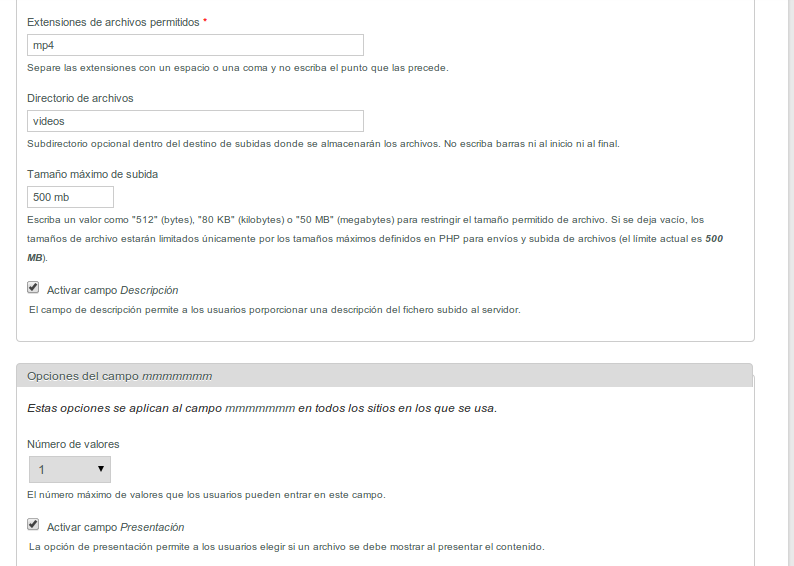 Extensiones de archivos permitidos *
mp4
Separe las extensiones con un espacio o una coma y no escriba el punto que las precede.
Directorio de archivos
videos
Subdirectorio opcional dentro del destino de subidas donde se almacenarán los archivos. No escriba barras ni al inicio ni al final.
Tamaño máximo de subida
500 mb
Escriba un valor como "512" (bytes), "80 KB" (kilobytes) o "50 MB" (megabytes) para restringir el tamaño permitido de archivo. Si se deja vacío, los
tamaños de archivo estarán limitados únicamente por los tamaños máximos definidos en PHP para envíos y subida de archivos (el límite actual es 500
MB).
Activar campo Descripción
El campo de descripción permite a los usuarios porporcionar una descripción del fichero subido al servidor.
Opciones del campo mmmmmmm
Estas opciones se aplican al campo mmmmmmm en todos los sitios en los que se usa.
Número de valores
1
El número máximo de valores que los usuarios pueden entrar en este campo.
Activar campo Presentación
La opción de presentación permite a los usuarios elegir si un archivo se debe mostrar al presentar el contenido.